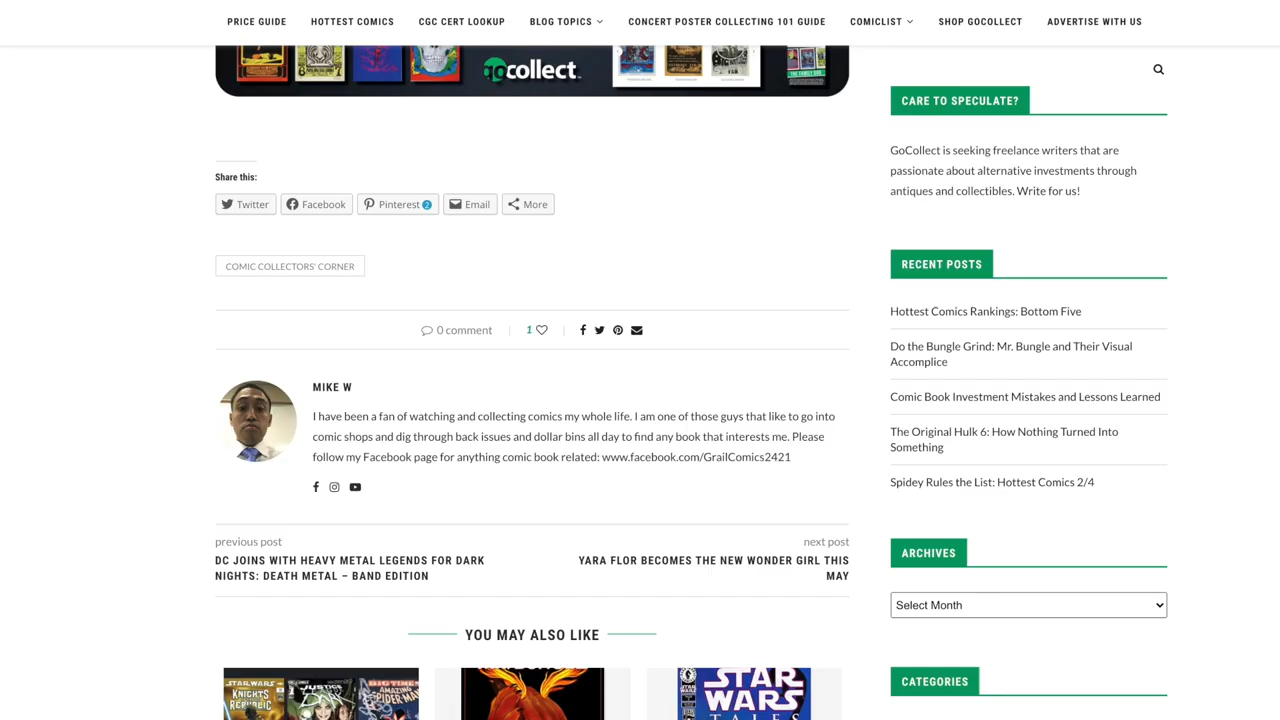 PRICE GUIDE HOTTEST COMICS CGC CERT LOOKUP BLOG TOPICS CONCERT POSTER COLLECTING 101 GUIDE COMICLIST SHOP GOCOLLECT ADVERTISE WITH US
gocollect
Share this:
Twitter Facebook Pinterest 2 Email More
COMIC COLLECTORS' CORNER
0 comment 1
MIKE W
I have been a fan of watching and collecting comics my whole life. I am one of those guys that like to go into
comic shops and dig through back issues and dollar bins all day to find any book that interests me. Please
follow my Facebook page for anything comic book related: www.facebook.com/GrailComics2421
previous post
DC JOINS WITH HEAVY METAL LEGENDS FOR DARK
NIGHTS: DEATH METAL – BAND EDITION
next post
YARA FLOR BECOMES THE NEW WONDER GIRL THIS
MAY
YOU MAY ALSO LIKE
STAR WARS
KNIGHTS
REPUBLIC
JUSTICE
DARK
AMAZING
SPIDER-MAN
STAR
WARS
TALES
CARE TO SPECULATE?
GoCollect is seeking freelance writers that are
passionate about alternative investments through
antiques and collectibles. Write for us!
RECENT POSTS
Hottest Comics Rankings: Bottom Five
Do the Bungle Grind: Mr. Bungle and Their Visual
Accomplice
Comic Book Investment Mistakes and Lessons Learned
The Original Hulk 6: How Nothing Turned Into
Something
Spidey Rules the List: Hottest Comics 2/4
ARCHIVES
Select Month
CATEGORIES